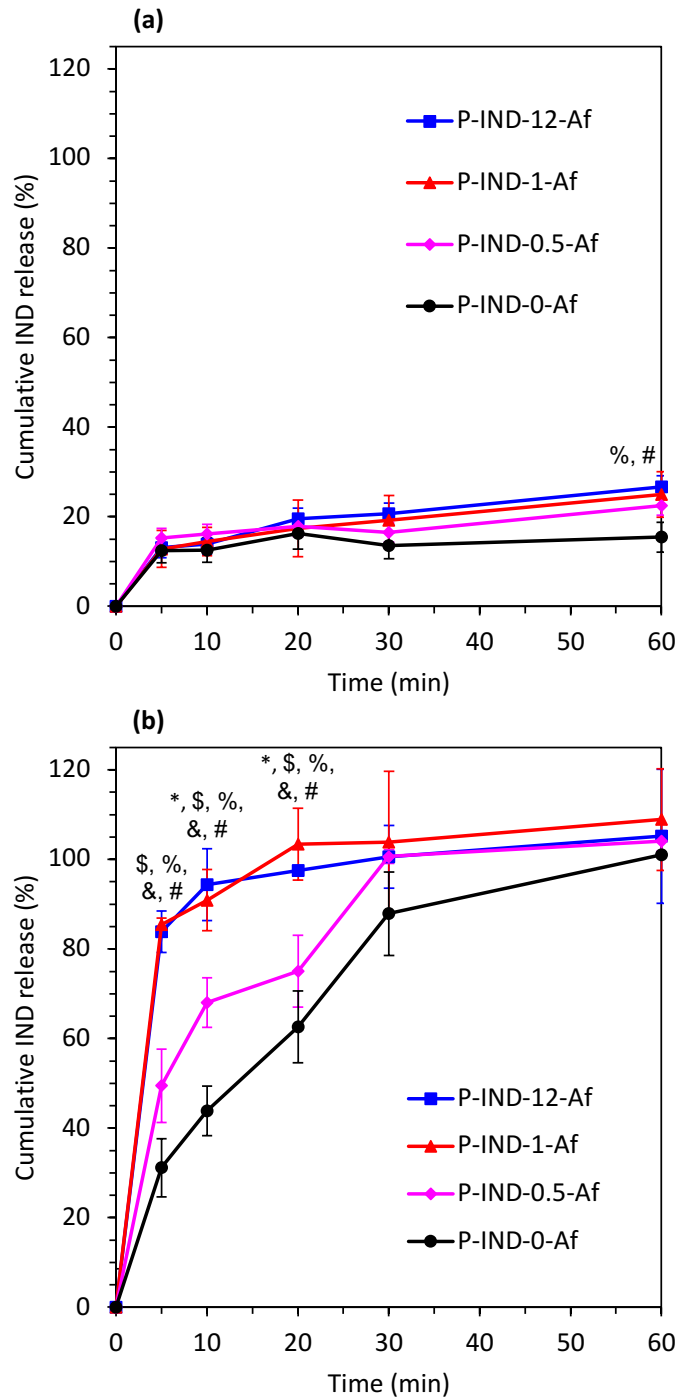 (a)
120
100
80
60
40
20
0
Cumulative IND release (%)
P-IND-12-Af
P-IND-1-Af
P-IND-0.5-Af
P-IND-0-Af
%, #
0 10 20 30 40 50 60
Time (min)
(b)
120
100
80
60
40
20
0
Cumulative IND release (%)
*, $, %,
&, #
*, $, %,
&, #
$, %,
&, #
P-IND-12-Af
P-IND-1-Af
P-IND-0.5-Af
P-IND-0-Af
0 10 20 30 40 50 60
Time (min)